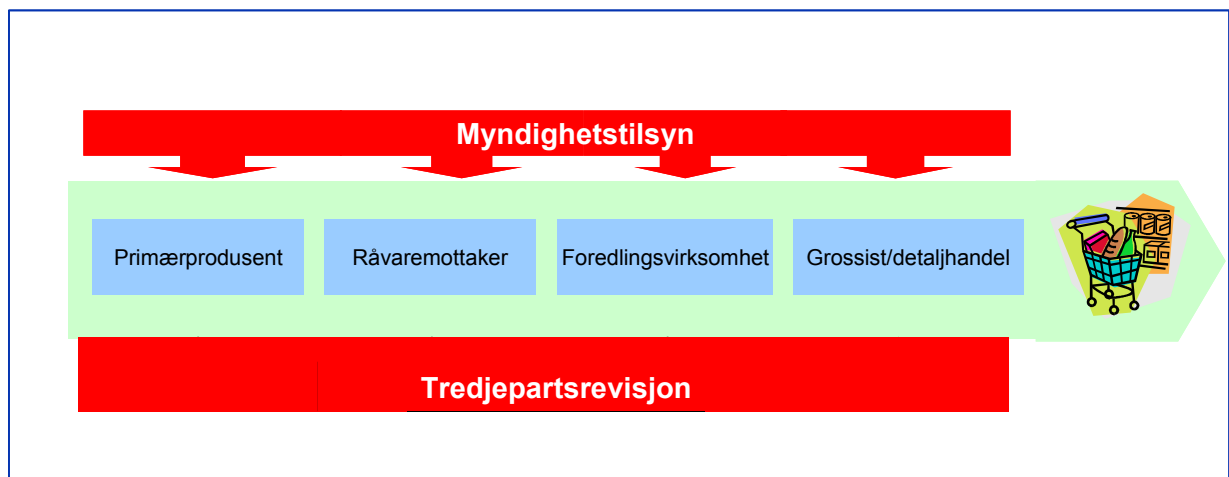 Myndighetstilsyn
Primærprodusent
Råvaremottaker
Foredlingsvirksomhet
Grossist/detaljhandel
Tredjepartsrevisjon